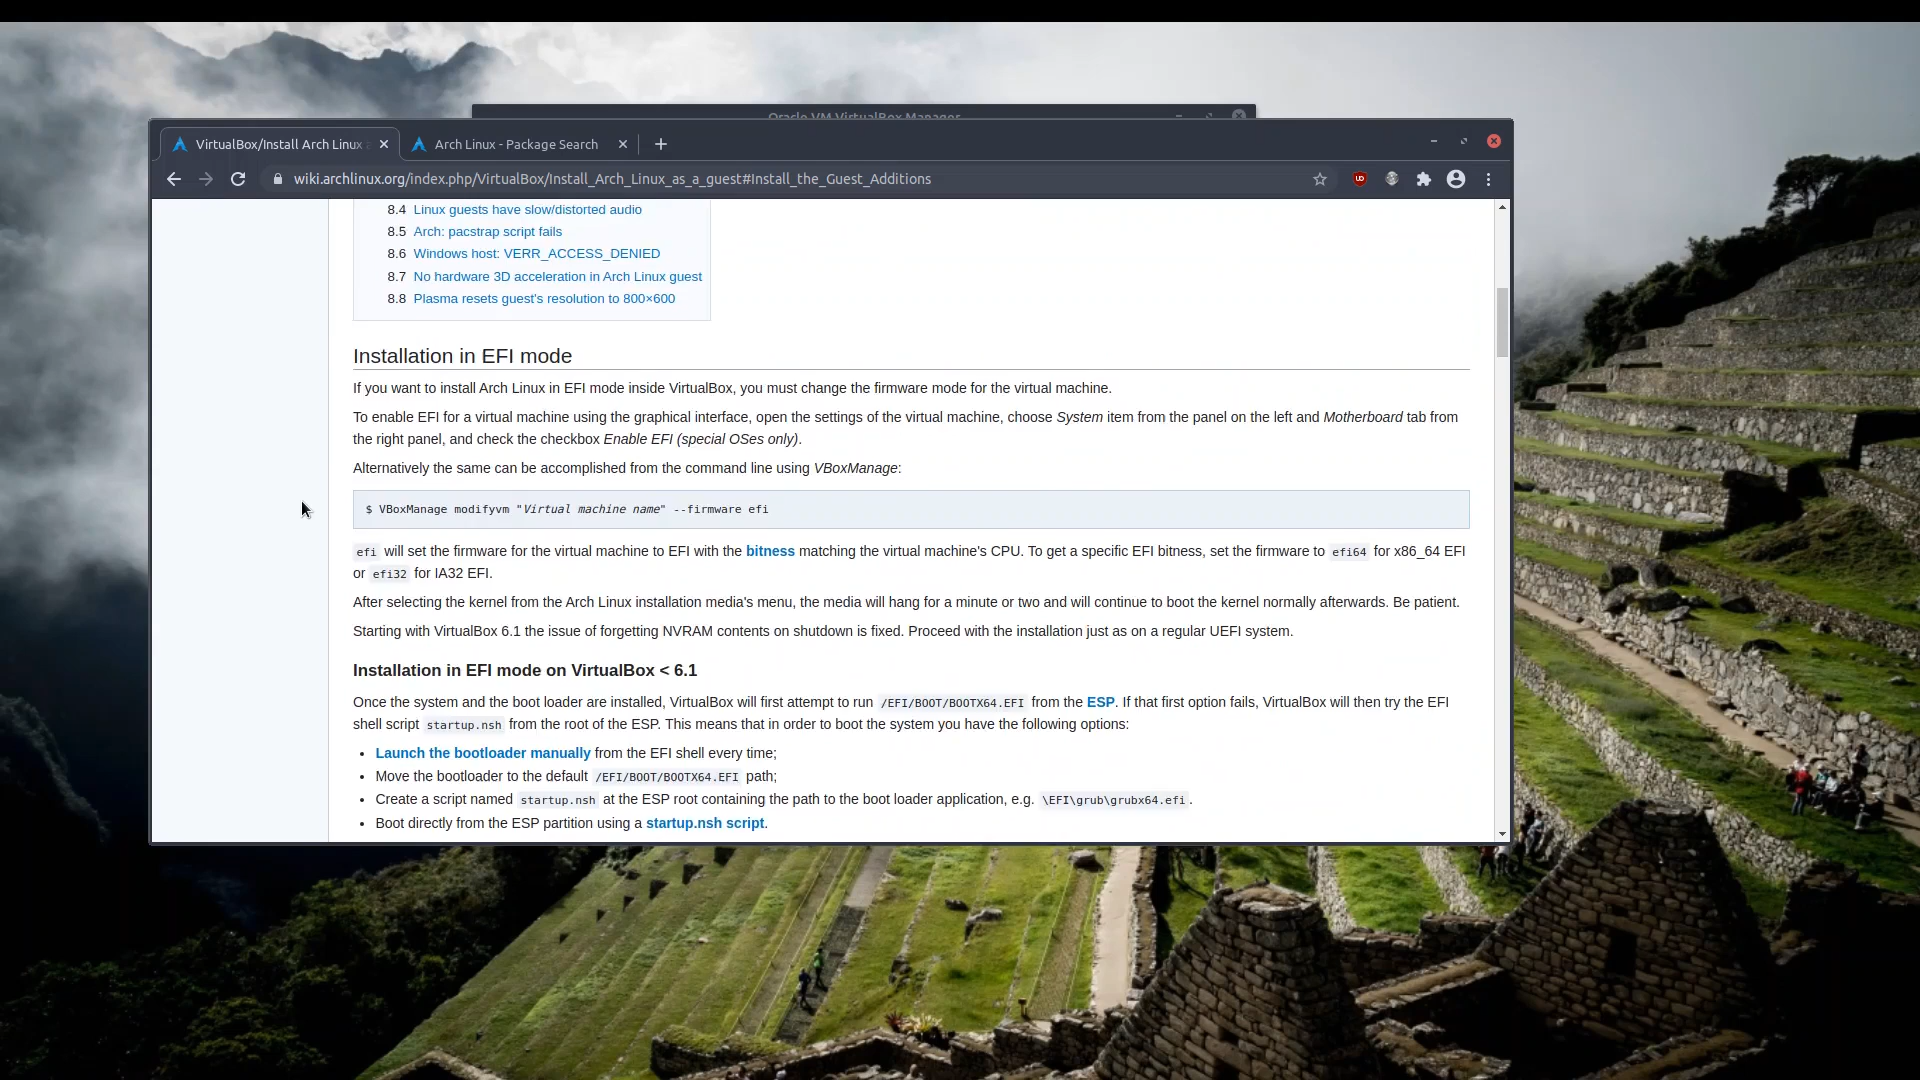 Oracle VM VirtualBox Manager
VirtualBox/Install Arch Linux a
Arch Linux - Package Search
wiki.archlinux.org/index.php/VirtualBox/Install_Arch_Linux_as_a_guest#Install_the_Guest_Additions
8.4 Linux guests have slow/distorted audio
8.5 Arch: pacstrap script fails
8.6 Windows host: VERR_ACCESS_DENIED
8.7 No hardware 3D acceleration in Arch Linux guest
8.8 Plasma resets guest's resolution to 800×600
Installation in EFI mode
If you want to install Arch Linux in EFI mode inside VirtualBox, you must change the firmware mode for the virtual machine.
To enable EFI for a virtual machine using the graphical interface, open the settings of the virtual machine, choose System item from the panel on the left and Motherboard tab from
the right panel, and check the checkbox Enable EFI (special OSes only).
Alternatively the same can be accomplished from the command line using VBoxManage:
$ VBoxManage modifyvm "Virtual machine name" --firmware efi
efi will set the firmware for the virtual machine to EFI with the bitness matching the virtual machine's CPU. To get a specific EFI bitness, set the firmware to efi64 for x86_64 EFI
or efi32 for IA32 EFI.
After selecting the kernel from the Arch Linux installation media's menu, the media will hang for a minute or two and will continue to boot the kernel normally afterwards. Be patient.
Starting with VirtualBox 6.1 the issue of forgetting NVRAM contents on shutdown is fixed. Proceed with the installation just as on a regular UEFI system.
Installation in EFI mode on VirtualBox < 6.1
Once the system and the boot loader are installed, VirtualBox will first attempt to run /EFI/BOOT/BOOTX64.EFI from the ESP. If that first option fails, VirtualBox will then try the EFI
shell script startup.nsh from the root of the ESP. This means that in order to boot the system you have the following options:
• Launch the bootloader manually from the EFI shell every time;
• Move the bootloader to the default /EFI/BOOT/BOOTX64.EFI path;
• Create a script named startup.nsh at the ESP root containing the path to the boot loader application, e.g. \EFI\grub\grubx64.efi.
• Boot directly from the ESP partition using a startup.nsh script.